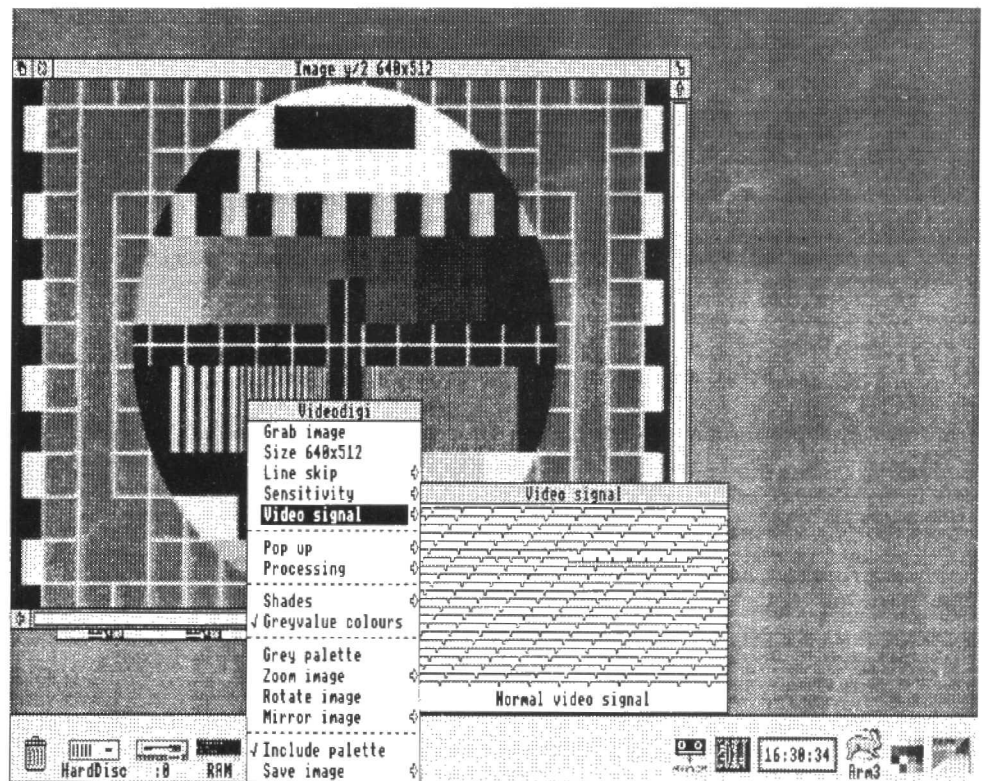 Image y/2 640x512
Videodigi
Grab image
Size 640x512
Line skip
Sensitivity
Video signal
Pop up
Processing
Shades
√ Greyvalue colours
Grey palette
Zoom image
Rotate image
Mirror image
√ Include palette
Save image
Video signal
Normal video signal
HardDisc
:0
RAM
16:30:34
Arm3